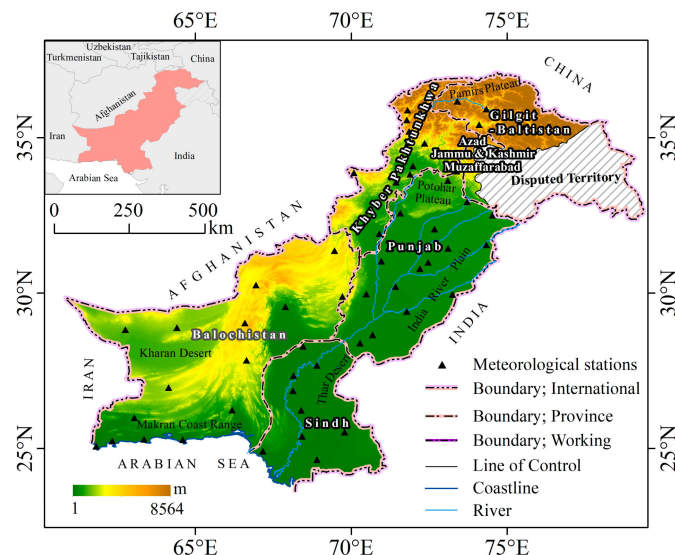 65°E 70°E 75°E
Uzbekistan
Turkmenistan
Tajikistan
China
Afghanistan
Iran
India
Arabian Sea
0 250 500
km
CHINA
Pamirs Plateau
Gilgit
-Baltistan
Azad
Jammu & Kashmir
Muzaffarabad
Disputed Territory
Khyber Pakhtunkhwa
Potohar
Plateau
AFGHANISTAN
Punjab
India River Plain
INDIA
Balochistan
Kharan Desert
IRAN
Thar Desert
Makran Coast Range
Sindh
ARABIAN SEA
35°N
30°N
25°N
35°N
30°N
25°N
Meteorological stations
Boundary; International
Boundary; Province
Boundary; Working
Line of Control
Coastline
River
m
1 8564
65°E 70°E 75°E